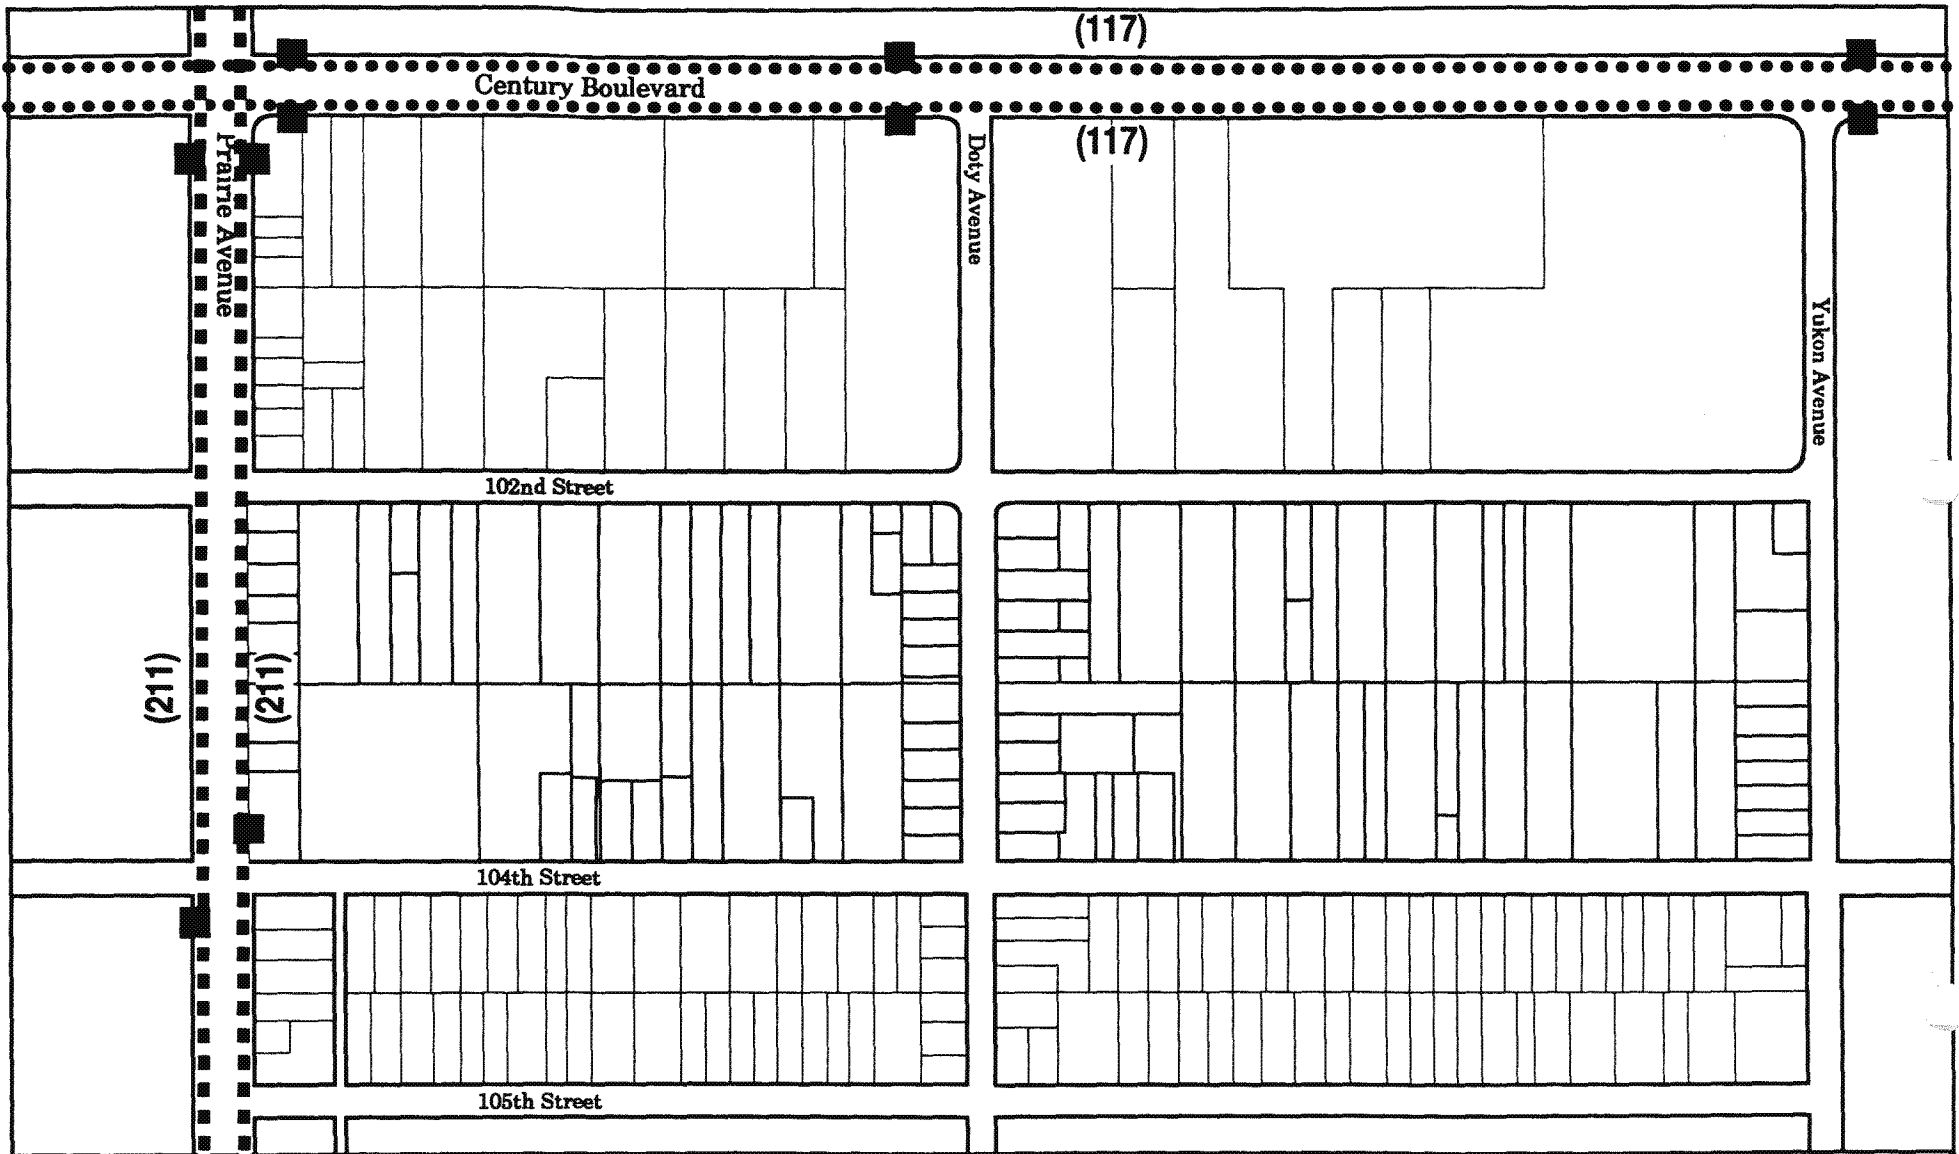 (117)
Century Boulevard
(117)
Prairie Avenue
Doty Avenue
Yukon Avenue
102nd Street
(211)
(211)
104th Street
105th Street